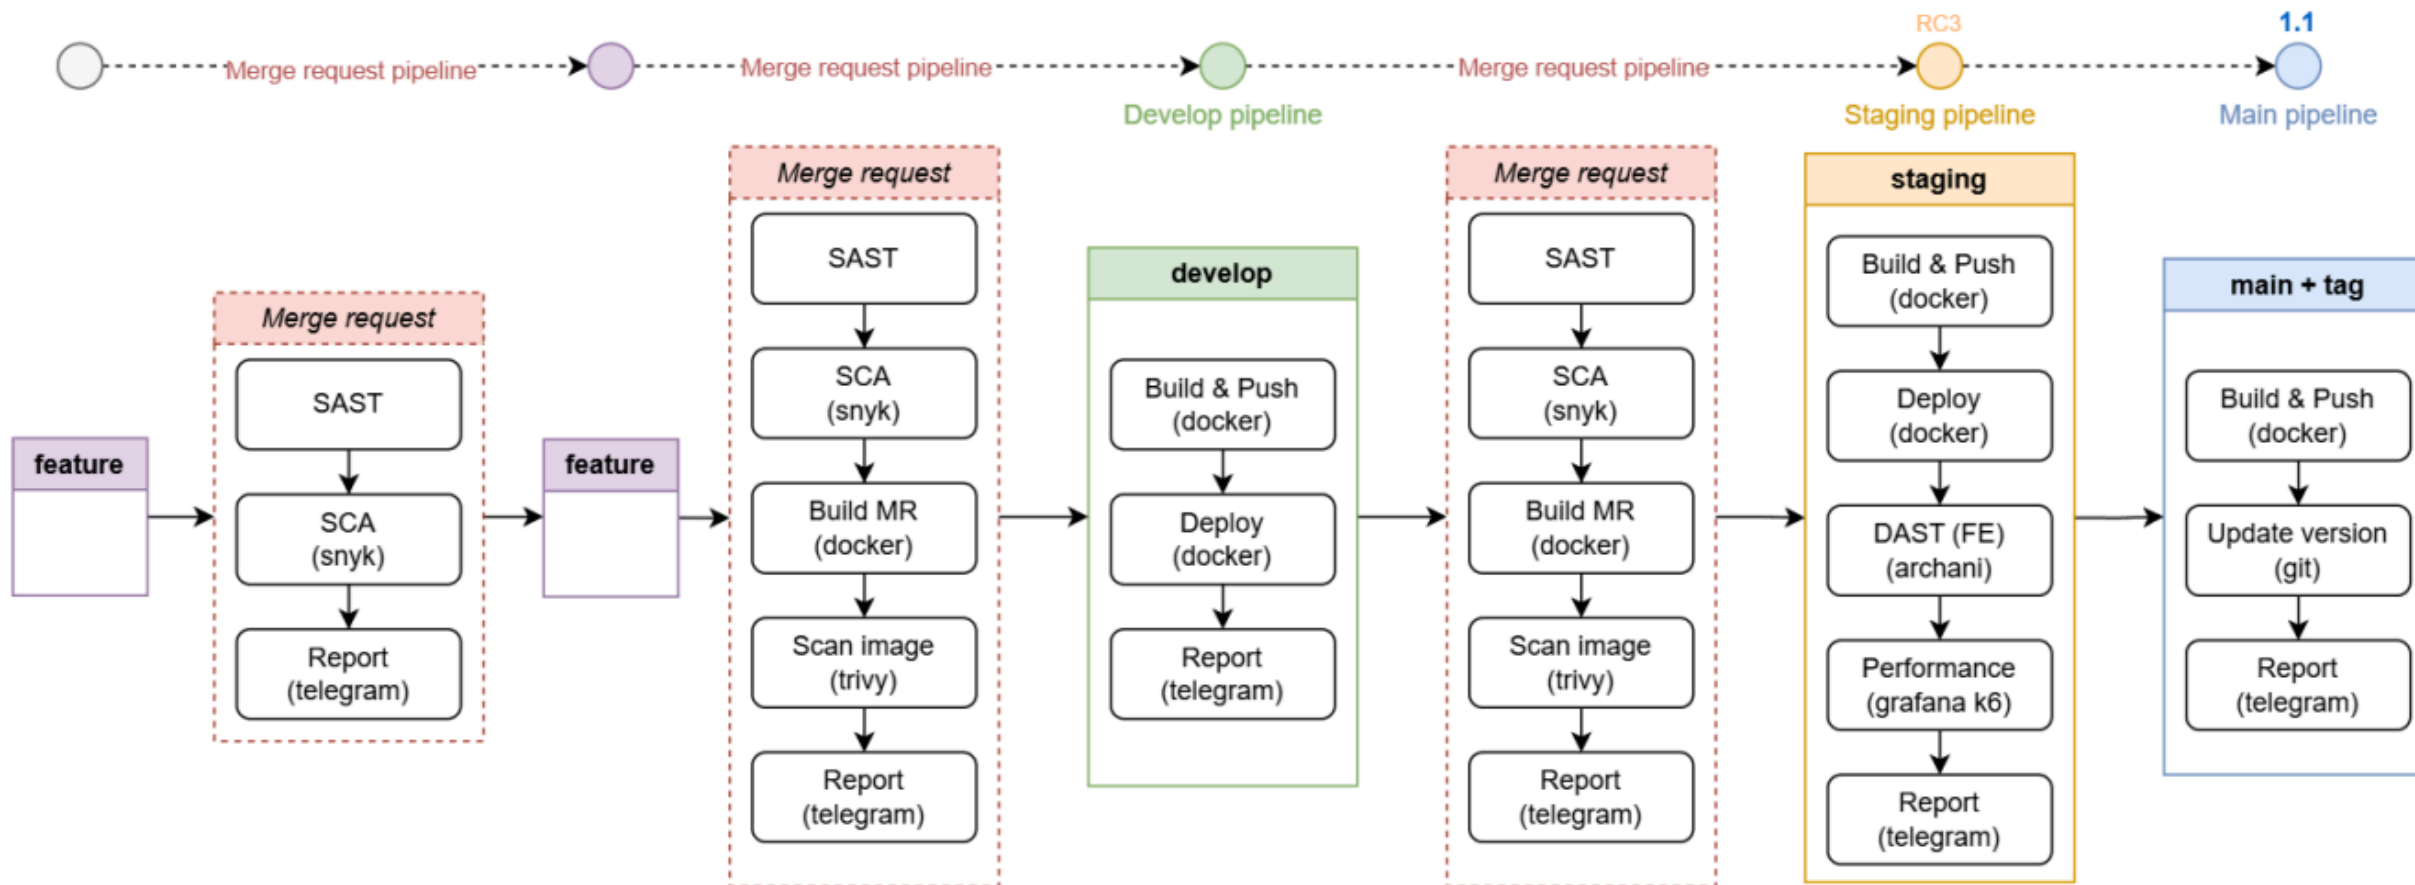 RC3
1.1
Merge request pipeline
Merge request pipeline
Merge request pipeline
Develop pipeline
Staging pipeline
Main pipeline
feature
Merge request
SAST
SCA
(snyk)
Report
(telegram)
feature
Merge request
SAST
SCA
(snyk)
Build MR
(docker)
Scan image
(trivy)
Report
(telegram)
develop
Build & Push
(docker)
Deploy
(docker)
Report
(telegram)
Merge request
SAST
SCA
(snyk)
Build MR
(docker)
Scan image
(trivy)
Report
(telegram)
staging
Build & Push
(docker)
Deploy
(docker)
DAST (FE)
(archani)
Performance
(grafana k6)
Report
(telegram)
main + tag
Build & Push
(docker)
Update version
(git)
Report
(telegram)